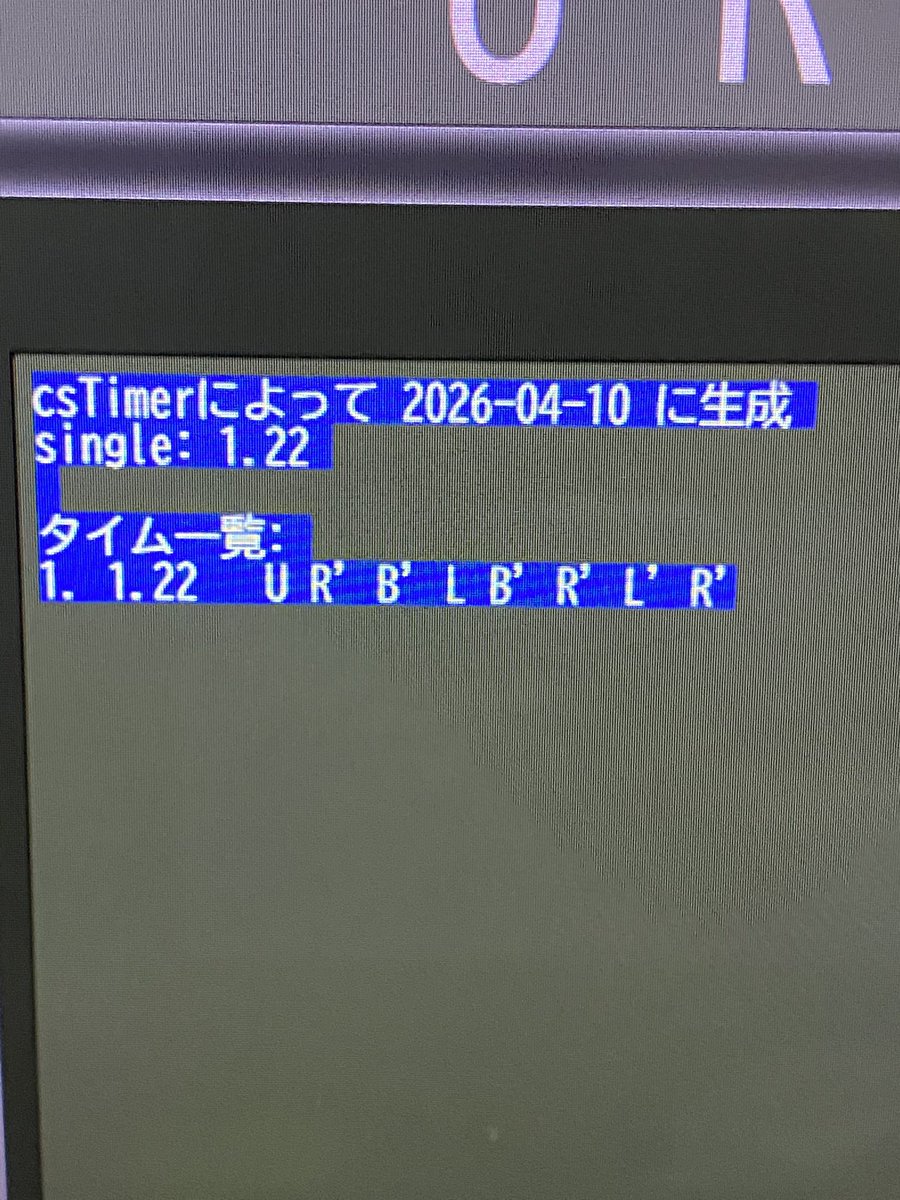 U R
csTimerによって 2026-04-10 に生成
single: 1.22
タイム一覧:
1. 1.22   U R' B' L B' R' L' R'